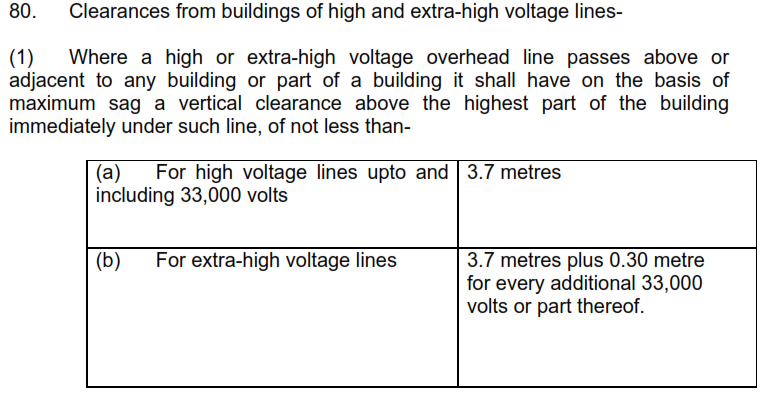 80. Clearances from buildings of high and extra-high voltage lines-
(1) Where a high or extra-high voltage overhead line passes above or
adjacent to any building or part of a building it shall have on the basis of
maximum sag a vertical clearance above the highest part of the building
immediately under such line, of not less than-
(a) For high voltage lines upto and
including 33,000 volts
3.7 metres
(b) For extra-high voltage lines
3.7 metres plus 0.30 metre
for every additional 33,000
volts or part thereof.